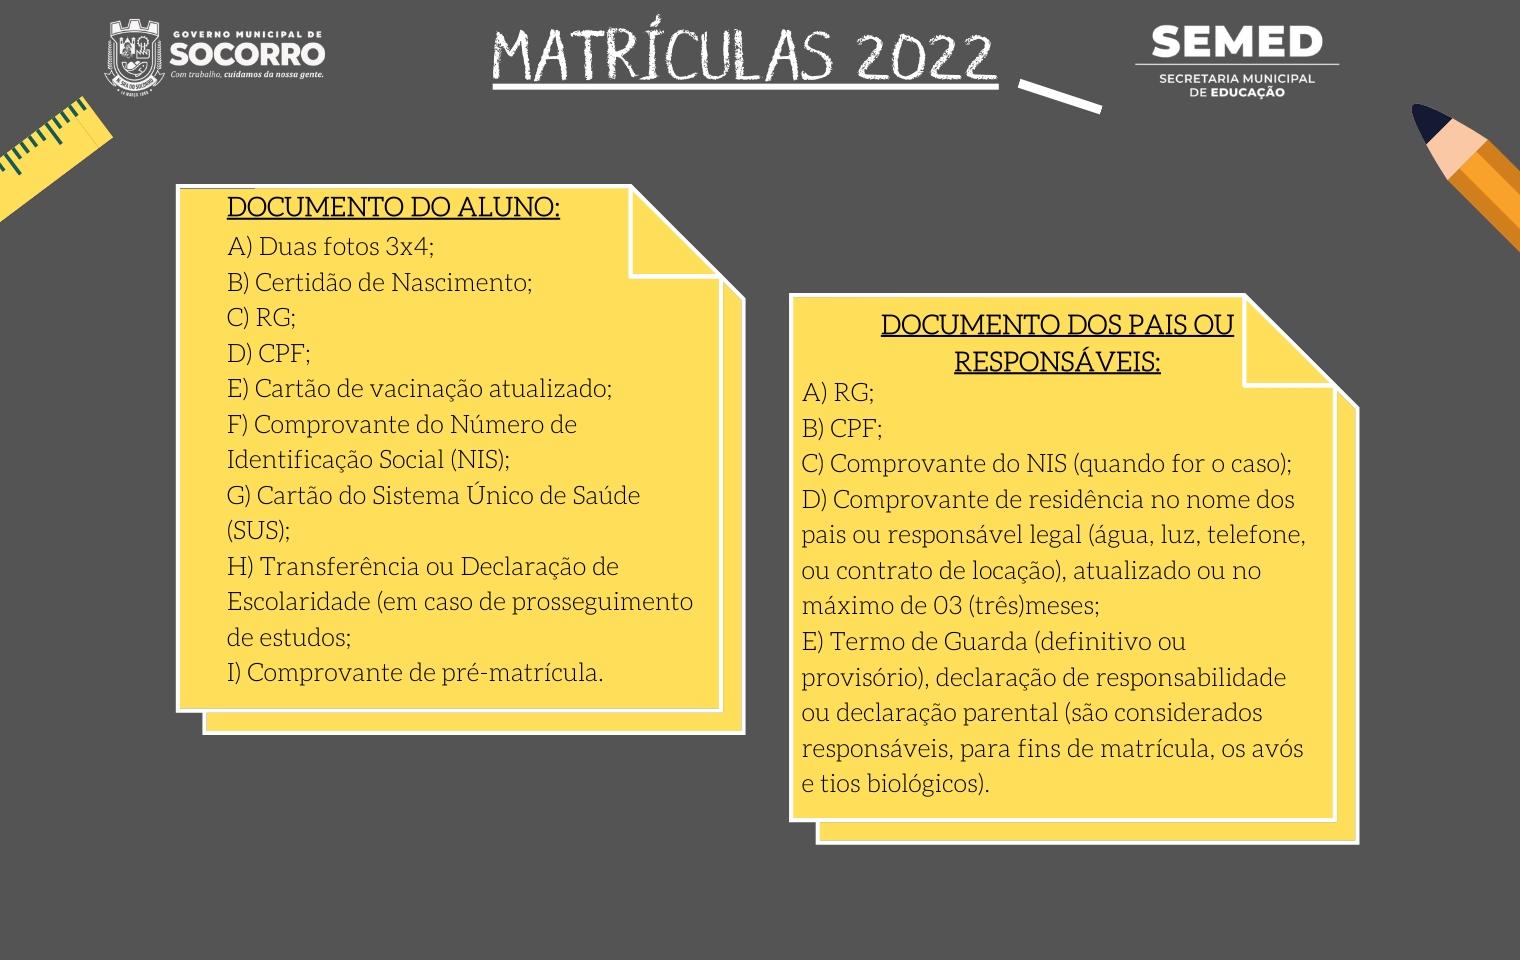 GOVERNO MUNICIPAL DE
SOCORRO
Com trabalho, cuidamos da nossa gente.
MATRÍCULAS 2022
SEMED
SECRETARIA MUNICIPAL
DE EDUCAÇÃO
DOCUMENTO DO ALUNO:
A) Duas fotos 3x4;
B) Certidão de Nascimento;
C) RG;
D) CPF;
E) Cartão de vacinação atualizado;
F) Comprovante do Número de
Identificação Social (NIS);
G) Cartão do Sistema Único de Saúde
(SUS);
H) Transferência ou Declaração de
Escolaridade (em caso de prosseguimento
de estudos;
I) Comprovante de pré-matrícula.
DOCUMENTO DOS PAIS OU
RESPONSÁVEIS:
A) RG;
B) CPF;
C) Comprovante do NIS (quando for o caso);
D) Comprovante de residência no nome dos
pais ou responsável legal (água, luz, telefone,
ou contrato de locação), atualizado ou no
máximo de 03 (três)meses;
E) Termo de Guarda (definitivo ou
provisório), declaração de responsabilidade
ou declaração parental (são considerados
responsáveis, para fins de matrícula, os avós
e tios biológicos).